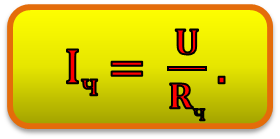 Iч = U / Rч .